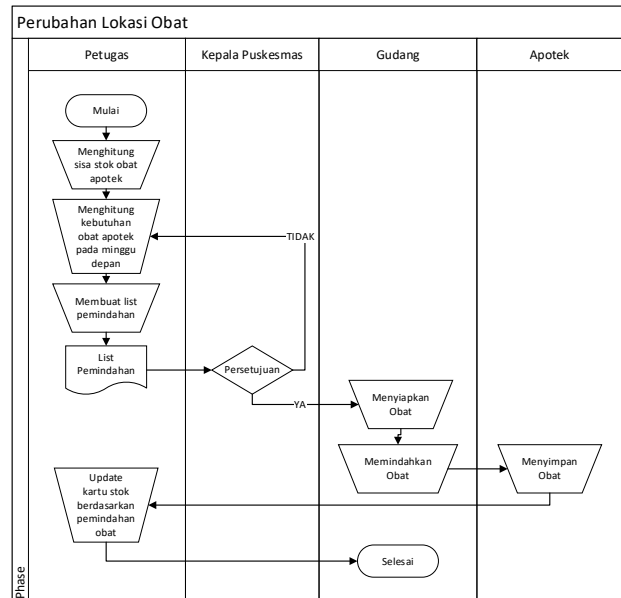 Perubahan Lokasi Obat
Petugas
Kepala Puskesmas
Gudang
Apotek
Mulai
Menghitung
sisa stok obat
apotek
Menghitung
kebutuhan
obat apotek
pada minggu
depan
TIDAK
Membuat list
pemindahan
List
Pemindahan
Persetujuan
YA
Menyiapkan
Obat
Memindahkan
Obat
Menyimpan
Obat
Update
kartu stok
berdasarkan
pemindahan
obat
Selesai
Phase